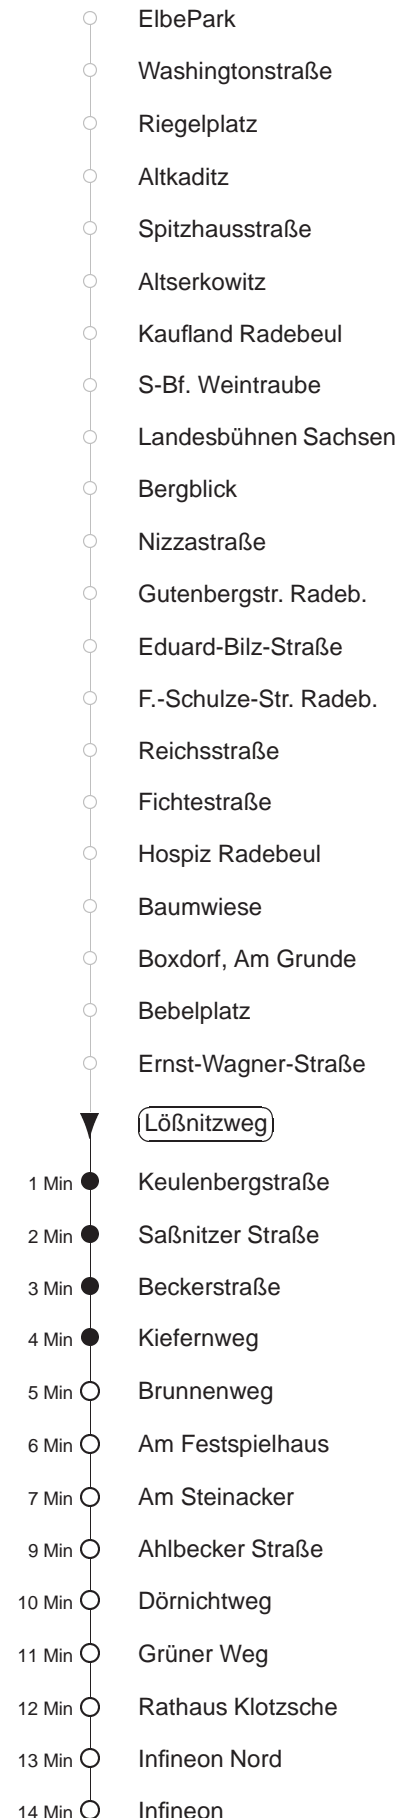 ElbePark
Washingtonstraße
Riegelplatz
Altkaditz
Spitzhausstraße
Altserkowitz
Kaufland Radebeul
S-Bf. Weintraube
Landesbühnen Sachsen
Bergblick
Nizzastraße
Gutenbergstr. Radeb.
Eduard-Bilz-Straße
F.-Schulze-Str. Radeb.
Reichsstraße
Fichtestraße
Hospiz Radebeul
Baumwiese
Boxdorf, Am Grunde
Bebelplatz
Ernst-Wagner-Straße
Lößnitzweg
1 Min Keulenbergstraße
2 Min Saßnitzer Straße
3 Min Beckerstraße
4 Min Kiefernweg
5 Min Brunnenweg
6 Min Am Festspielhaus
7 Min Am Steinacker
9 Min Ahlbecker Straße
10 Min Dörnichtweg
11 Min Grüner Weg
12 Min Rathaus Klotzsche
13 Min Infineon Nord
14 Min Infineon